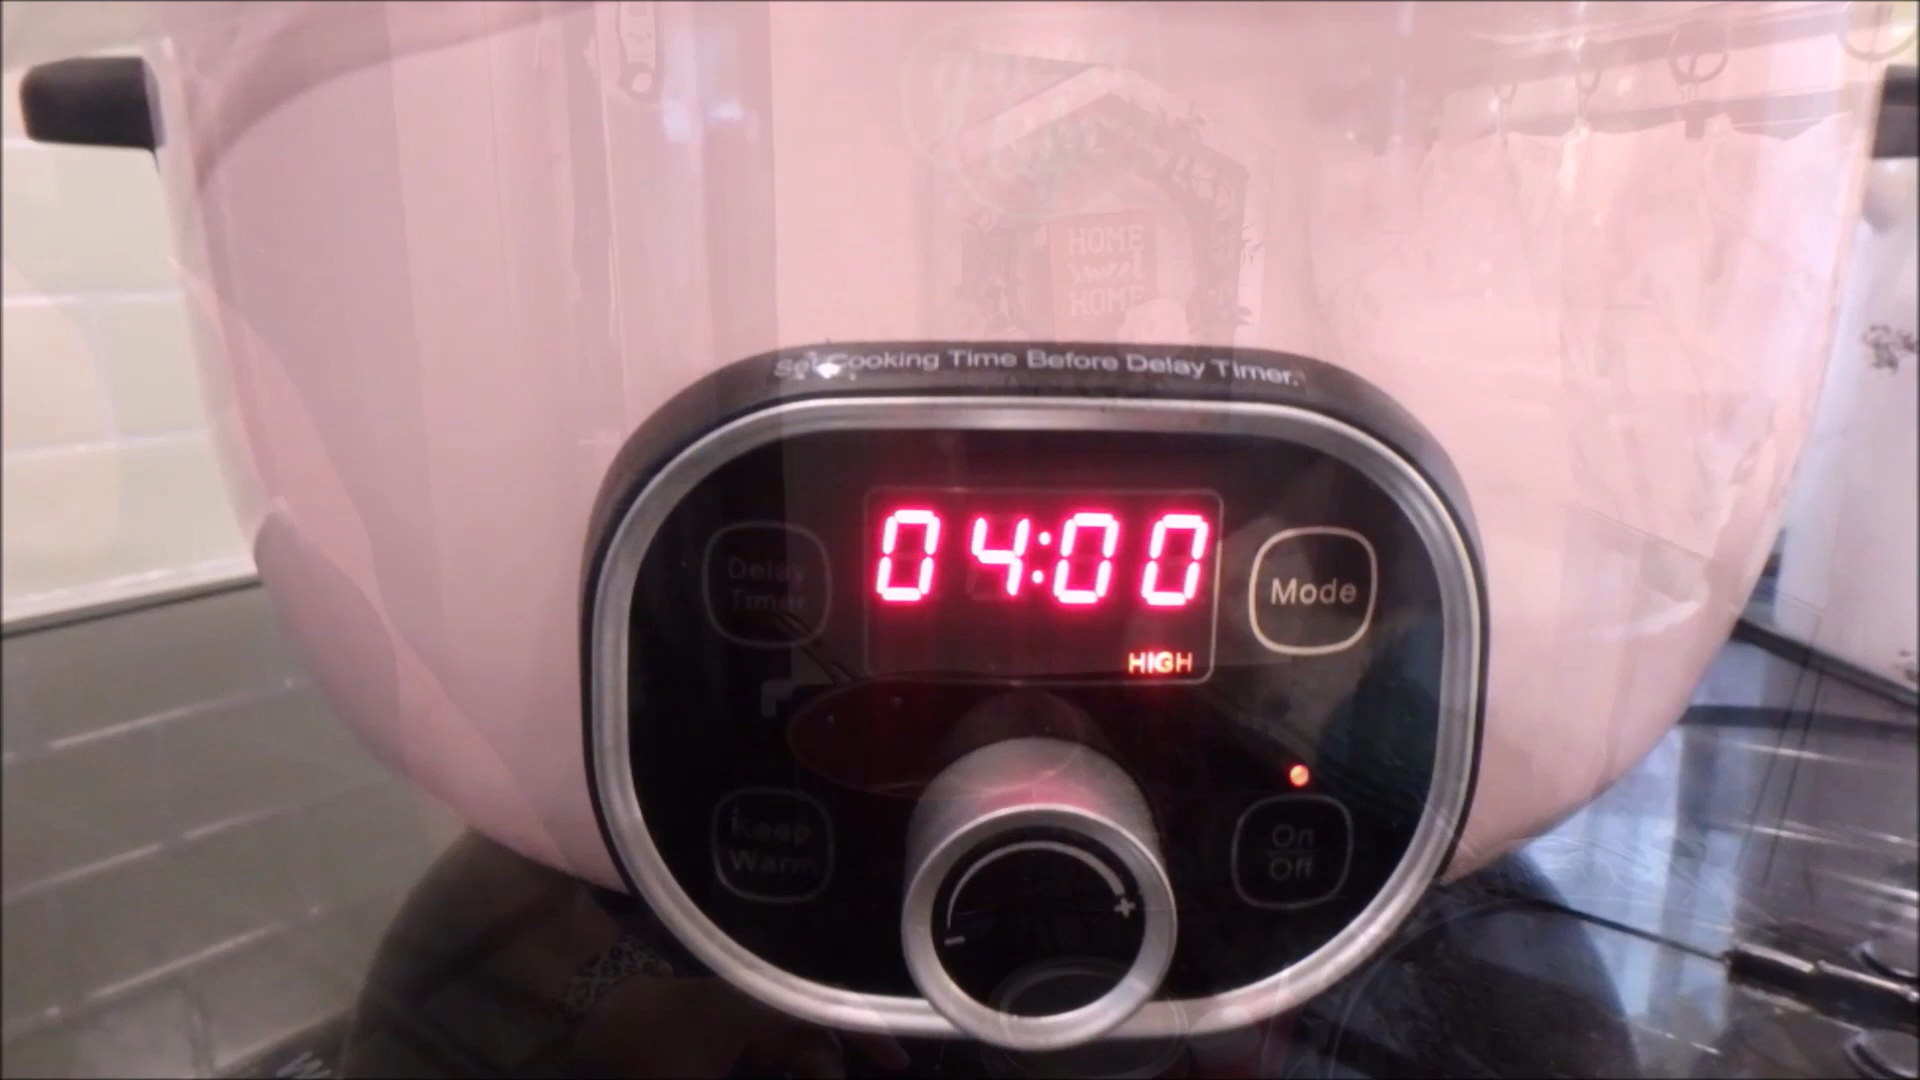 HOME
sweet
HOME
Set Cooking Time Before Delay Timer.
Delay
Timer
04:00
HIGH
Mode
Keep
Warm
On
Off
+
-